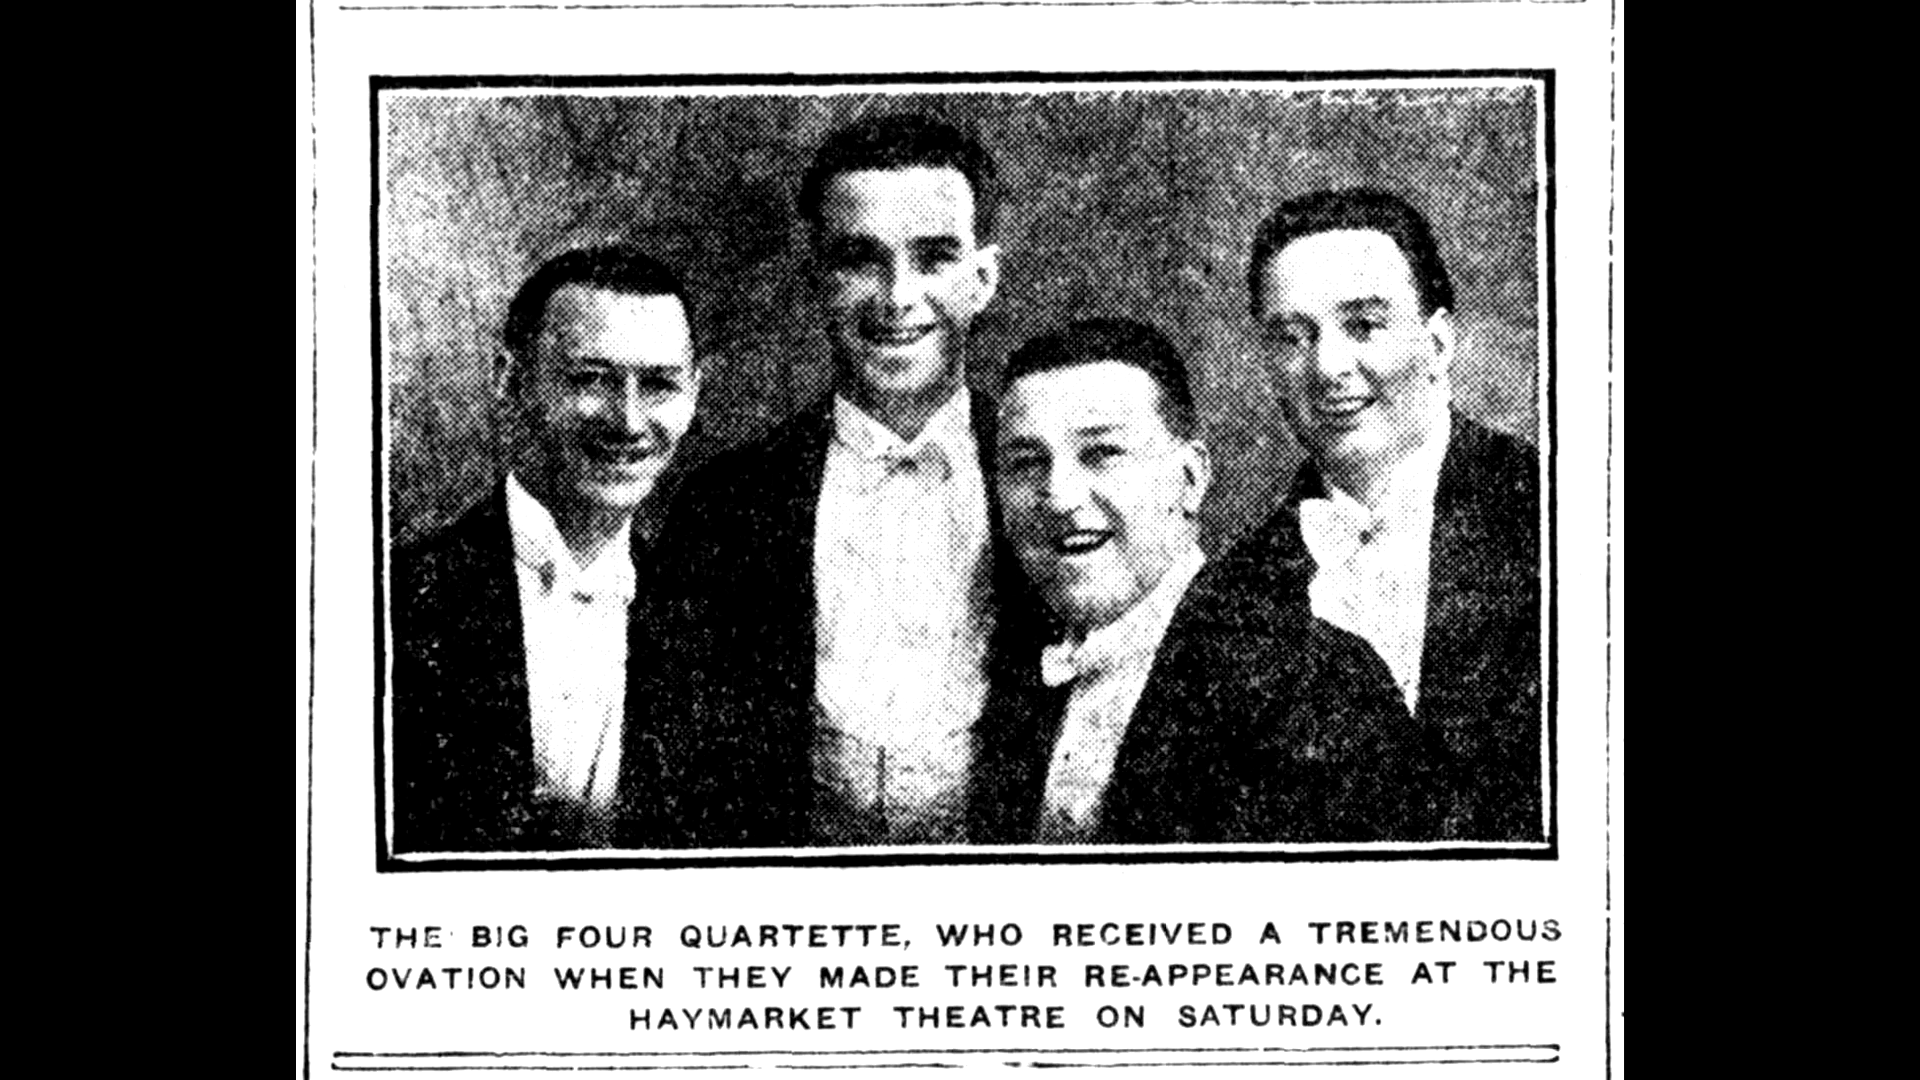 THE BIG FOUR QUARTETTE, WHO RECEIVED A TREMENDOUS
OVATION WHEN THEY MADE THEIR RE-APPEARANCE AT THE
HAYMARKET THEATRE ON SATURDAY.